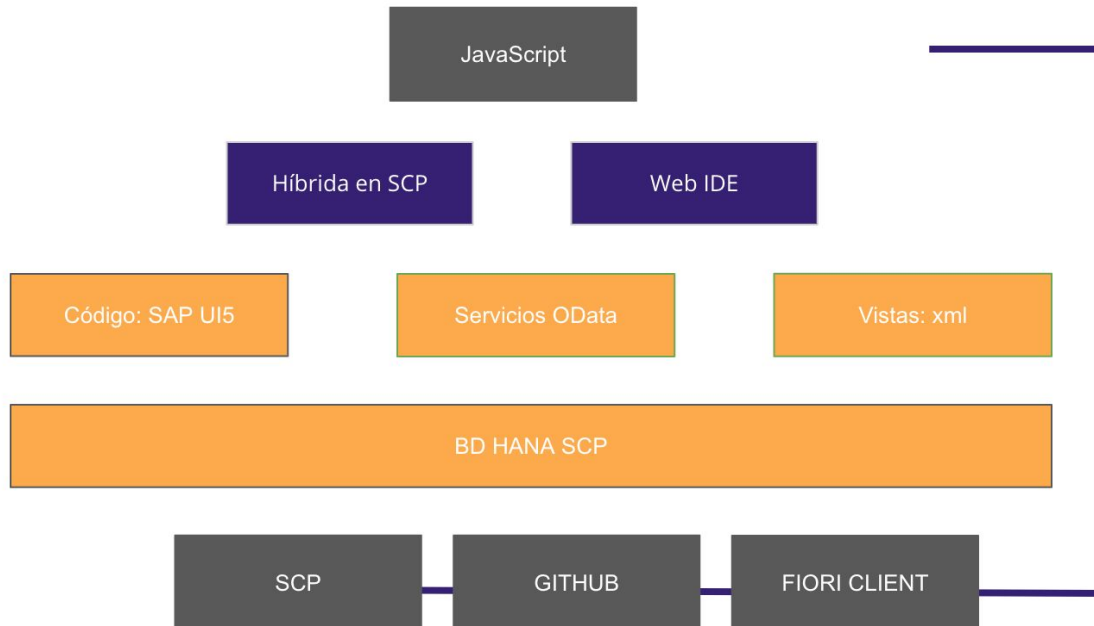 JavaScript
Híbrida en SCP
Web IDE
Código: SAP UI5
Servicios OData
Vistas: xml
BD HANA SCP
SCP
GITHUB
FIORI CLIENT